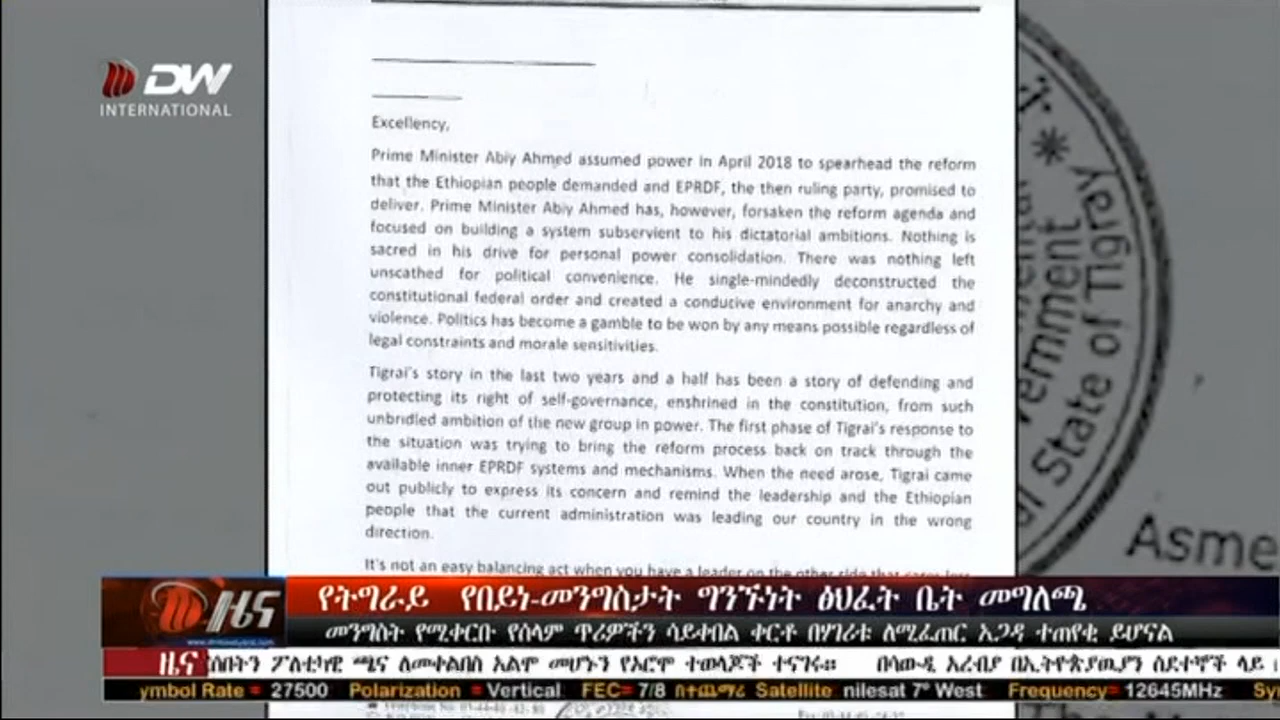 DW
INTERNATIONAL
Excellency,
Prime Minister Abiy Ahmed assumed power in April 2018 to spearhead the reform
that the Ethiopian people demanded and EPRDF, the then ruling party, promised to
deliver. Prime Minister Abiy Ahmed has, however, forsaken the reform agenda and
focused on building a system subservient to his dictatorial ambitions. Nothing is
sacred in his drive for personal power consolidation. There was nothing left
unscathed for political convenience. He single-mindedly deconstructed the
constitutional federal order and created a conducive environment for anarchy and
violence. Politics has become a gamble to be won by any means possible regardless of
legal constraints and morale sensitivities.
Tigrai's story in the last two years and a half has been a story of defending and
protecting its right of self-governance, enshrined in the constitution, from such
unbridled ambition of the new group in power. The first phase of Tigrai's response to
the situation was trying to bring the reform process back on track through the
available inner EPRDF systems and mechanisms. When the need arose, Tigrai came
out publicly to express its concern and remind the leadership and the Ethiopian
people that the current administration was leading our country in the wrong
direction.
It's not an easy balancing act when you have a leader on the other side that cares less
vernment
al State of Tigray
Asme
ዜና
የትግራይ የበይነ-መንግስታት ግንኙነት ፅህፈት ቤት መግለጫ
መንግስት የሚቀርቡ የሰላም ጥሪዎችን ሳይቀበል ቀርቶ በሃገሪቱ ለሚፈጠር አጋዳ ተጠየቂ ይሆናል
ዜና ሰበትን ፖለቲካዊ ጫና ለመቀልበስ አልሞ መሆኑን የኦሮሞ ተወላጆች ተናገሩ። በሳውዲ አረብያ በኢትዮጵያዉያን ስደተኞች ላይ
ymbol Rate = 27500 Polarization = Vertical FEC= 7/8 በተጨማሪ Satellite nilesat 7° West Frequency= 12645MHz Sy